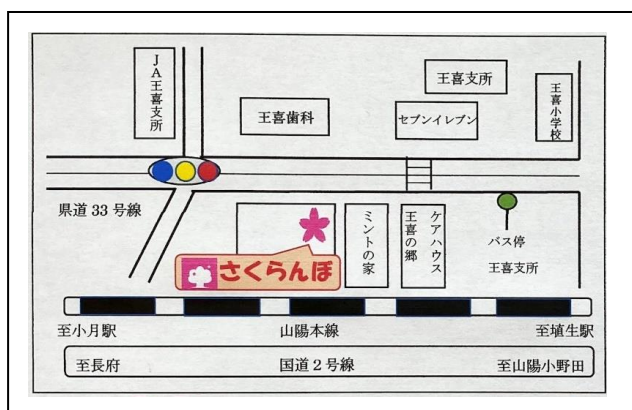 JA王喜支所
王喜歯科
王喜支所
セブンイレブン
王喜小学校
県道33号線
さくらんぼ
ミントの家
ケアハウス
王喜の郷
バス停
王喜支所
至小月駅
山陽本線
至埴生駅
至長府
国道2号線
至山陽小野田